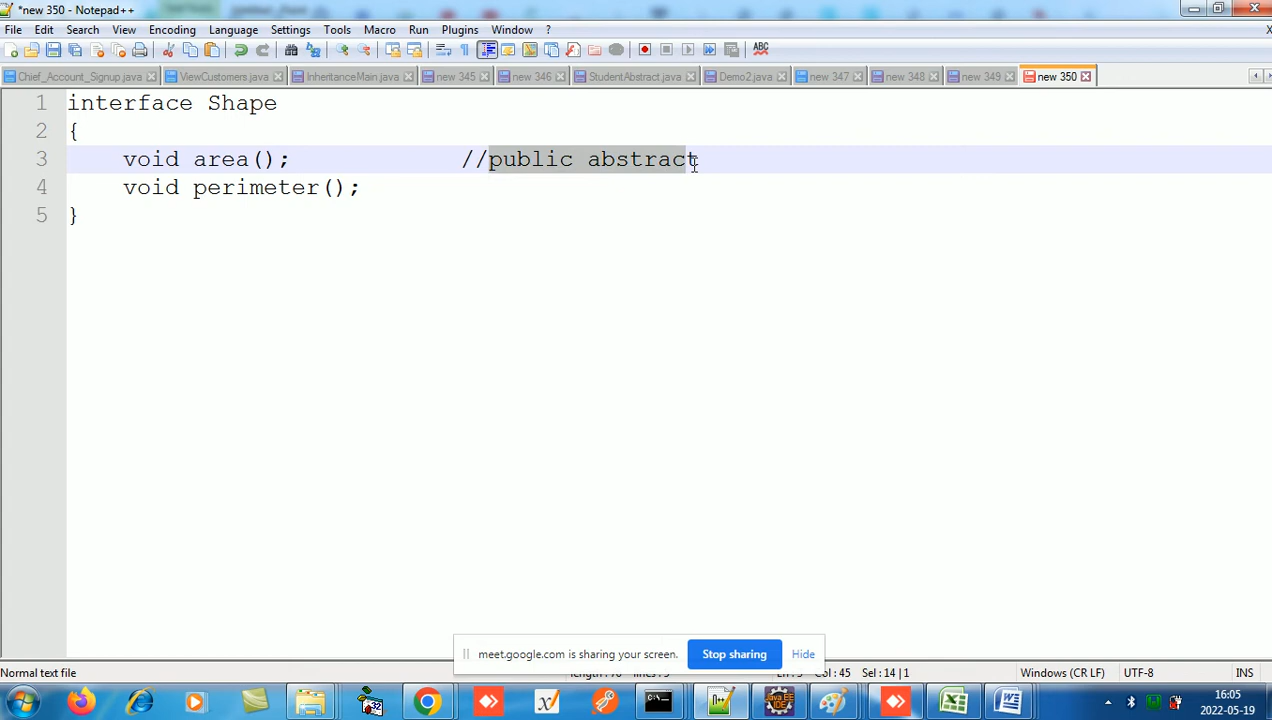 *new 350 - Notepad++
File Edit Search View Encoding Language Settings Tools Macro Run Plugins Window ? X
Chief_Account_Signup.java ViewCustomers.java InheritanceMain.java new 345 new 346 StudentAbstract.java Demo2.java new 347 new 348 new 349 new 350
1 interface Shape
2 {
3 void area(); //public abstract
4 void perimeter();
5 }
meet.google.com is sharing your screen. Stop sharing Hide
Normal text file Col : 45 Sel : 14 | 1 Windows (CR LF) UTF-8 INS
16:05
2022-05-19